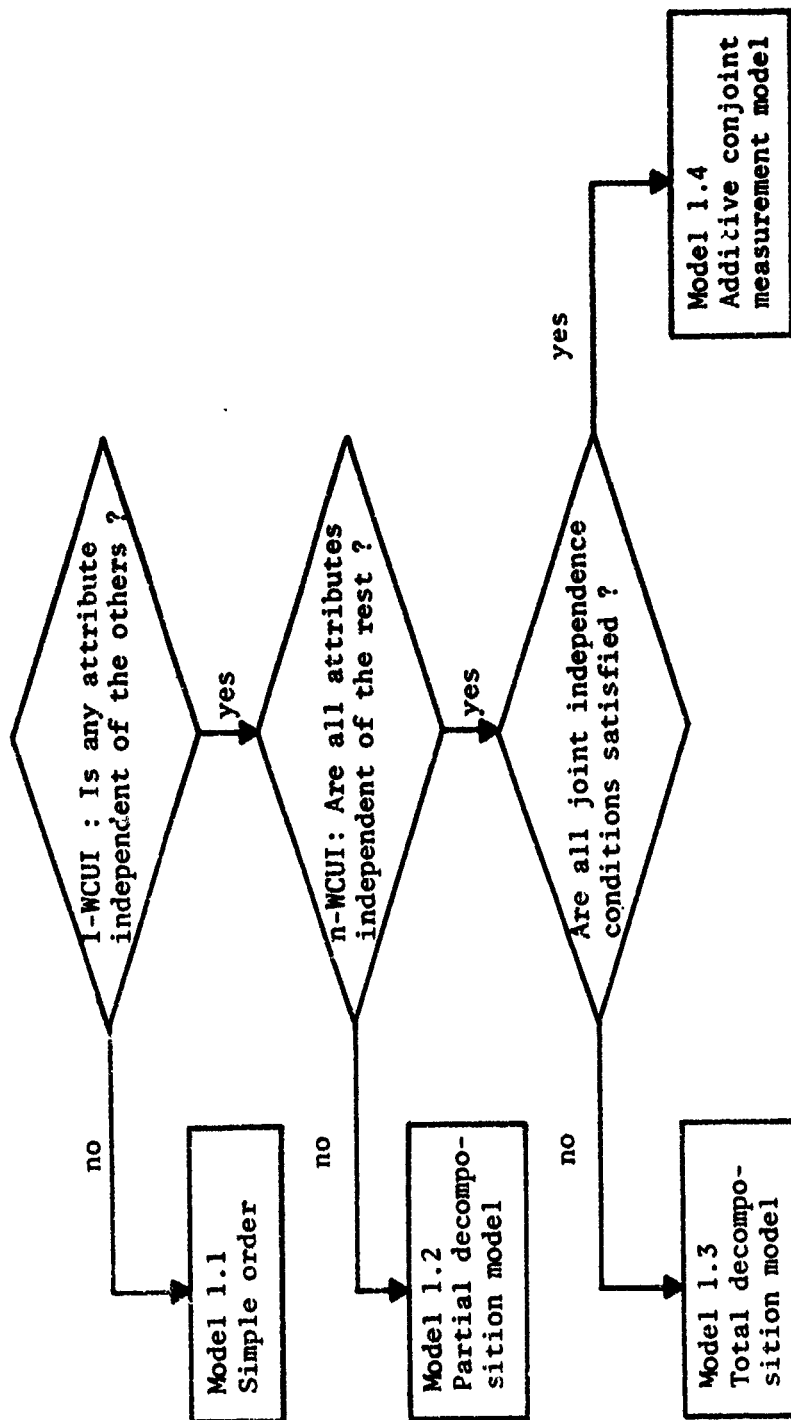 1-WCUI : Is any attribute
independent of the others ?
no
yes
Model 1.1
Simple order
n-WCUI: Are all attributes
independent of the rest ?
no
yes
Model 1.2
Partial decompo-
sition model
Are all joint independence
conditions satisfied ?
no
yes
Model 1.3
Total decompo-
sition model
Model 1.4
Additive conjoint
measurement model